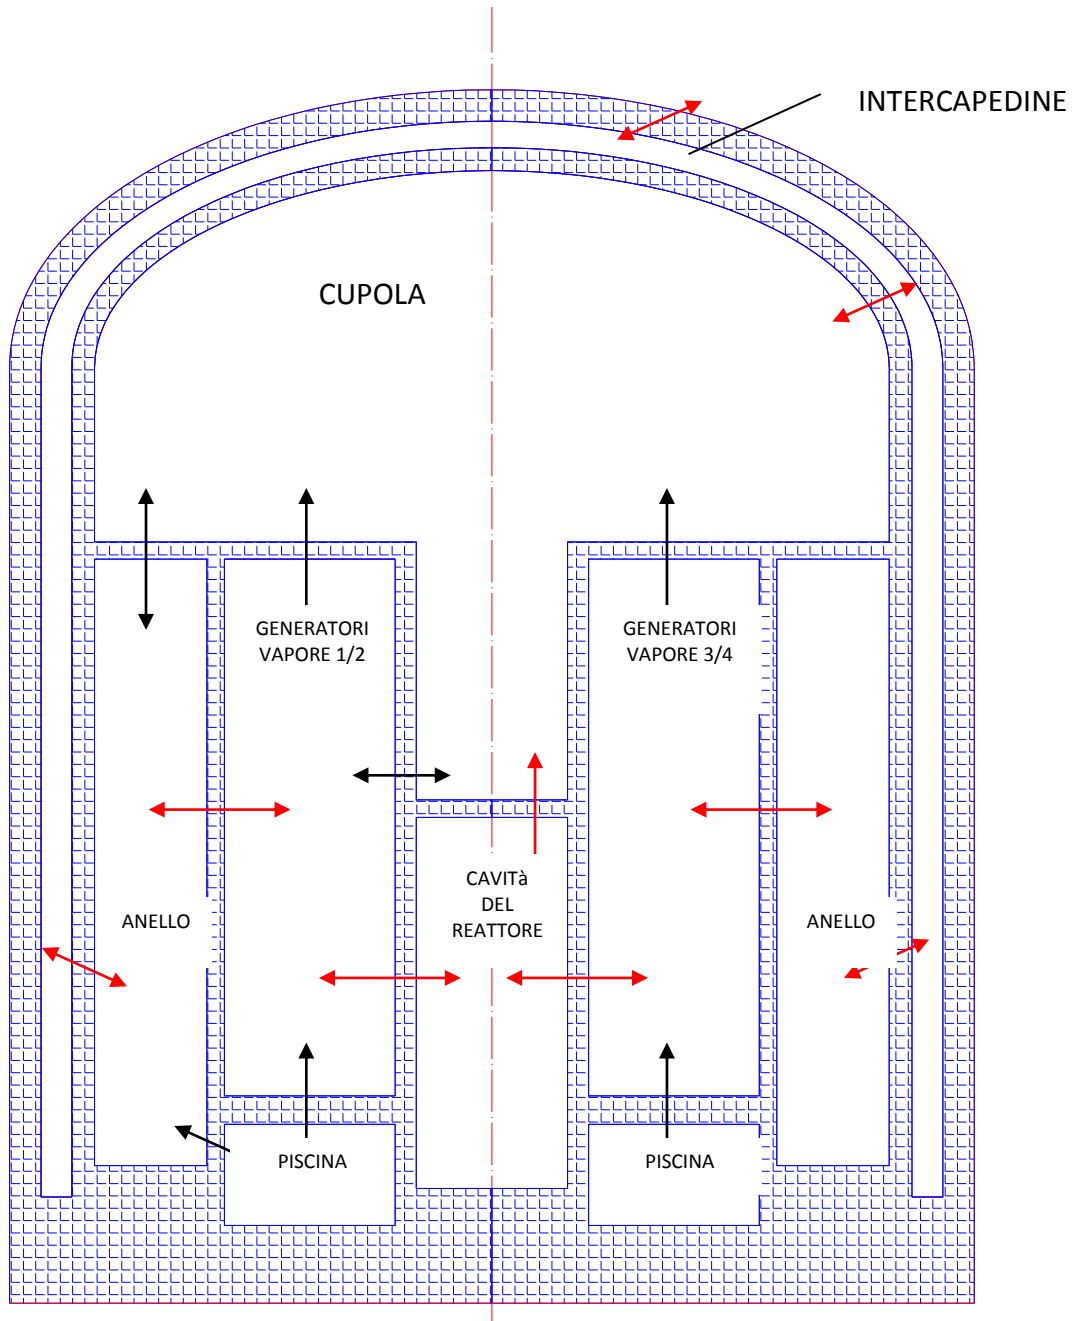 INTERCAPEDINE
CUPOLA
GENERATORI
VAPORE 1/2
GENERATORI
VAPORE 3/4
CAVITà
DEL
REATTORE
ANELLO
ANELLO
PISCINA
PISCINA